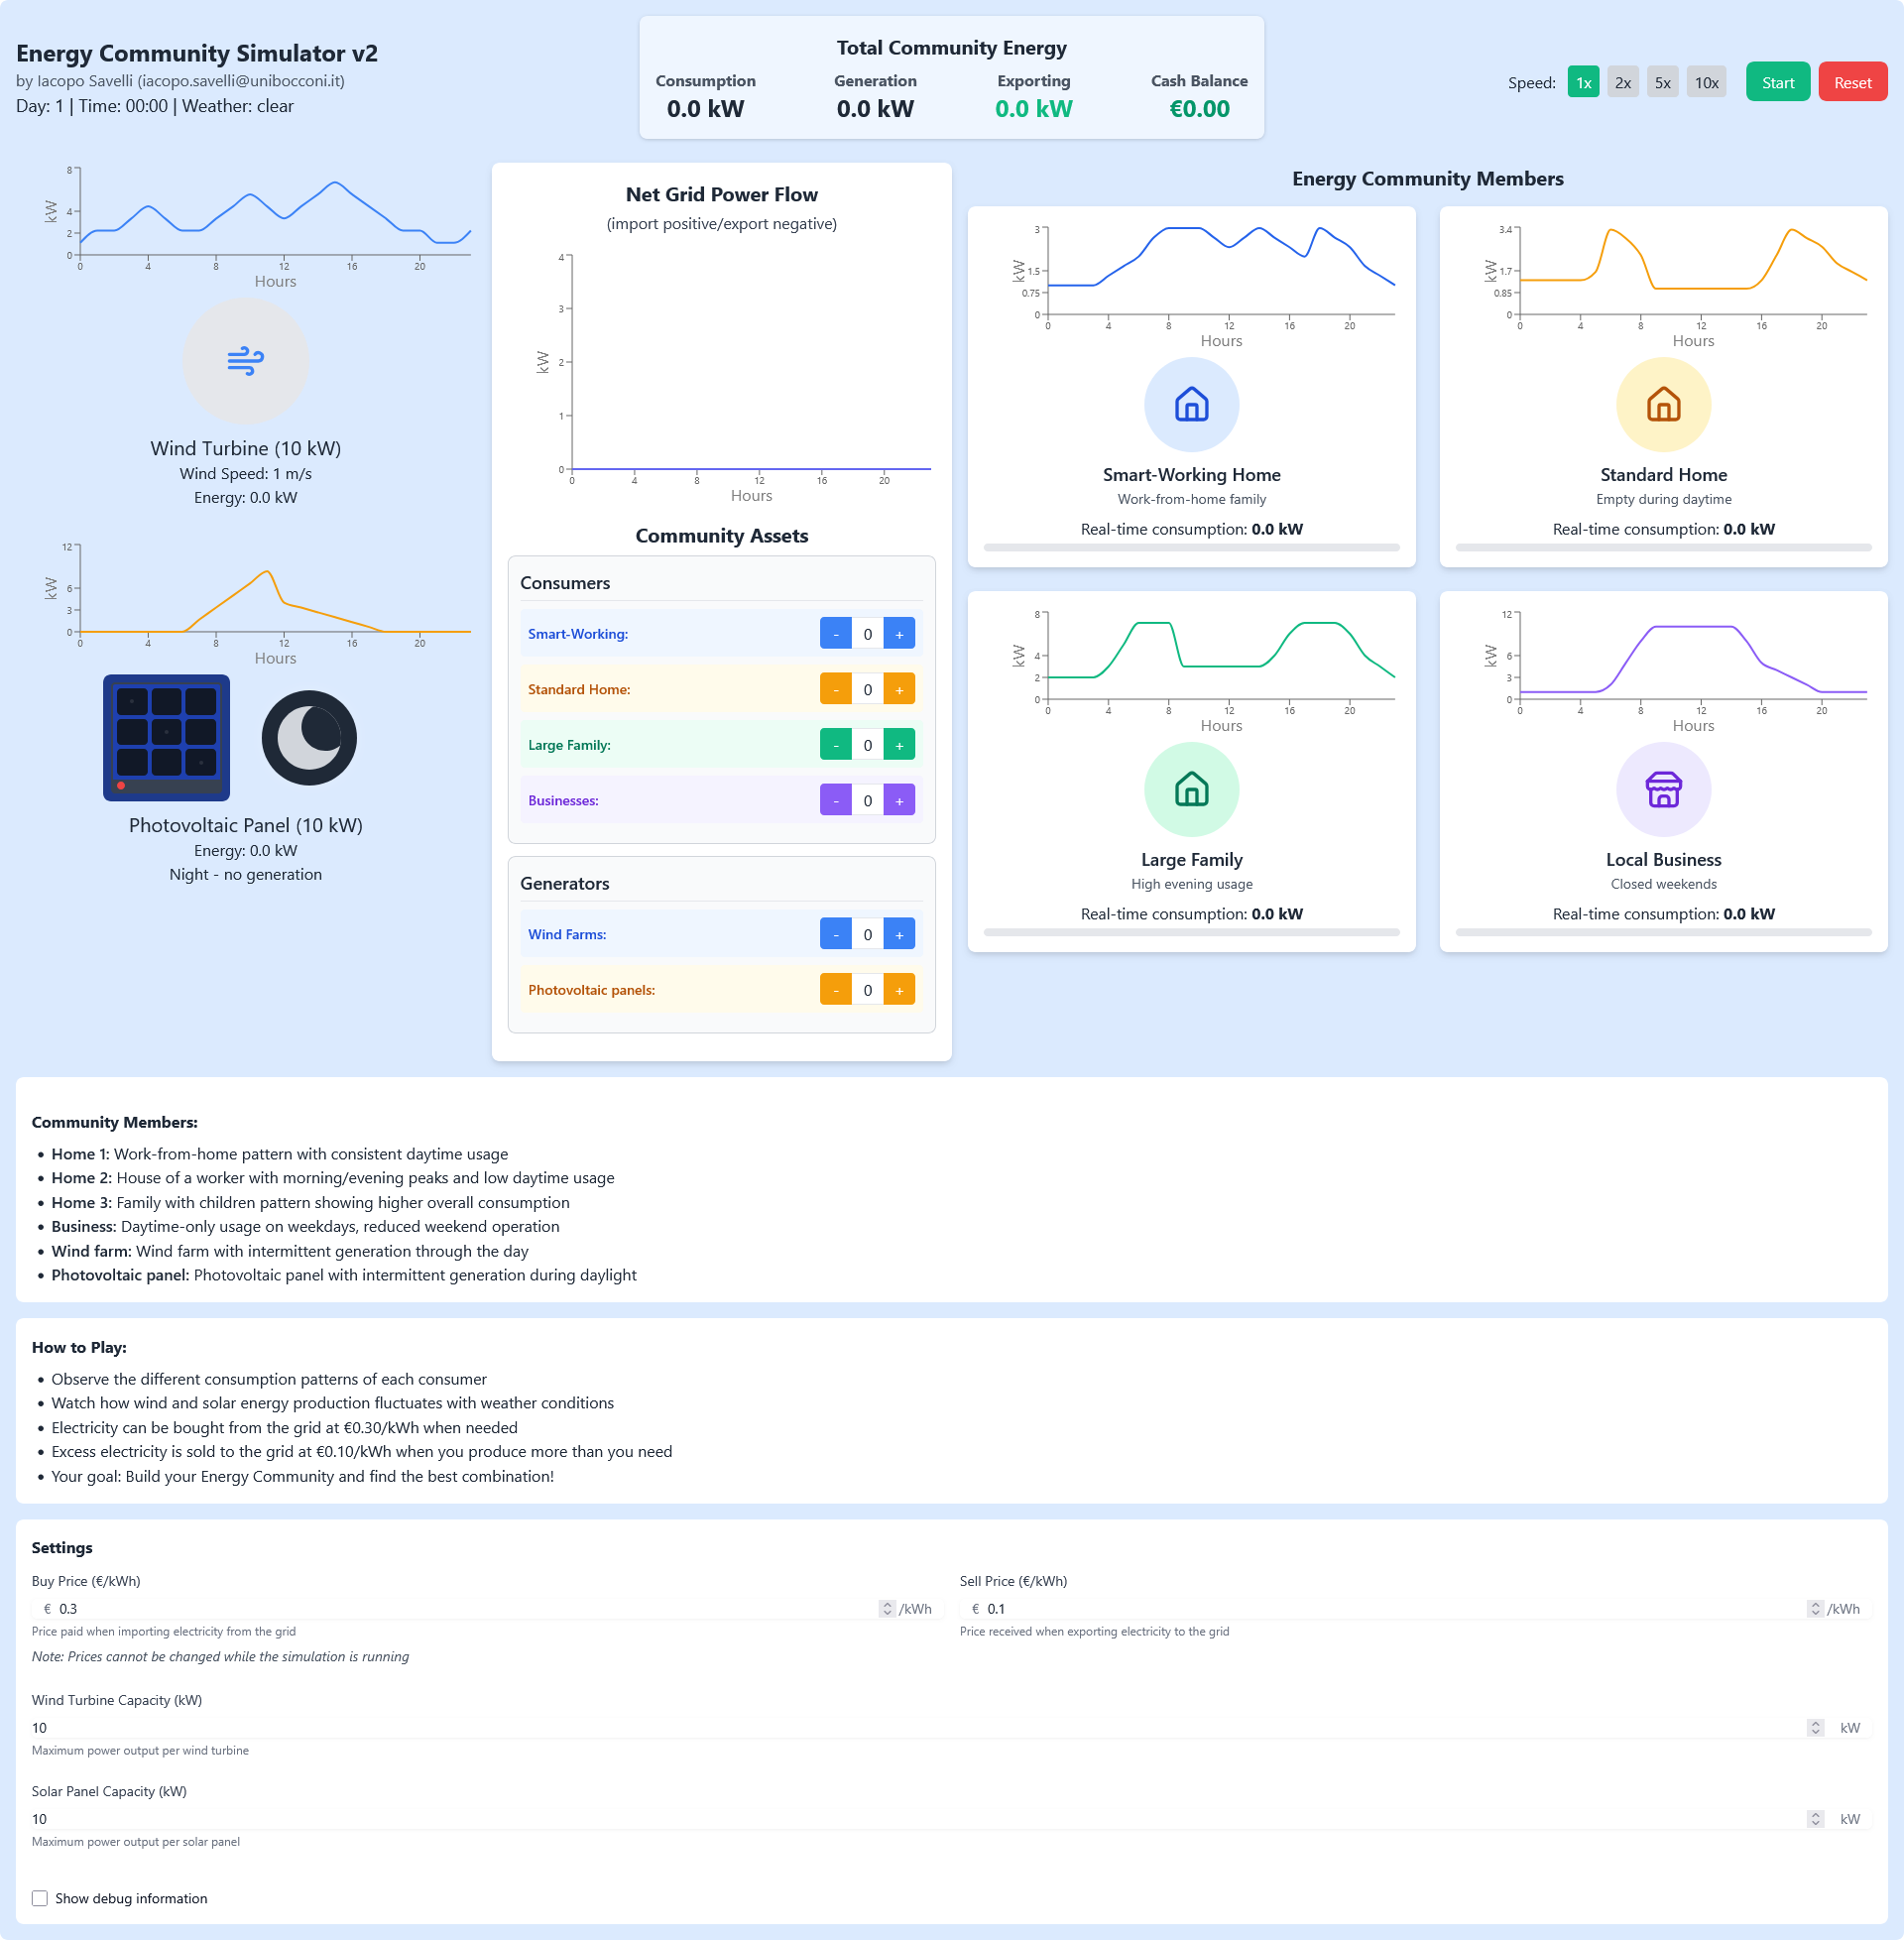 Energy Community Simulator v2
by Iacopo Savelli (iacopo.savelli@unibocconi.it)
Day: 1 | Time: 00:00 | Weather: clear
Total Community Energy
Consumption Generation Exporting Cash Balance
0.0 kW 0.0 kW 0.0 kW €0.00
Speed: 1x 2x 5x 10x Start Reset
8
4
2
0
kW
0 4 8 12 16 20
Hours
Wind Turbine (10 kW)
Wind Speed: 1 m/s
Energy: 0.0 kW
12
6
3
0
kW
0 4 8 12 16 20
Hours
Photovoltaic Panel (10 kW)
Energy: 0.0 kW
Night - no generation
Net Grid Power Flow
(import positive/export negative)
4
3
2
1
0
kW
0 4 8 12 16 20
Hours
Community Assets
Consumers
Smart-Working: - 0 +
Standard Home: - 0 +
Large Family: - 0 +
Businesses: - 0 +
Generators
Wind Farms: - 0 +
Photovoltaic panels: - 0 +
Energy Community Members
3
1.5
0.75
0
kW
0 4 8 12 16 20
Hours
Smart-Working Home
Work-from-home family
Real-time consumption: 0.0 kW
3.4
1.7
0.85
0
kW
0 4 8 12 16 20
Hours
Standard Home
Empty during daytime
Real-time consumption: 0.0 kW
8
4
2
0
kW
0 4 8 12 16 20
Hours
Large Family
High evening usage
Real-time consumption: 0.0 kW
12
6
3
0
kW
0 4 8 12 16 20
Hours
Local Business
Closed weekends
Real-time consumption: 0.0 kW
Community Members:
• Home 1: Work-from-home pattern with consistent daytime usage
• Home 2: House of a worker with morning/evening peaks and low daytime usage
• Home 3: Family with children pattern showing higher overall consumption
• Business: Daytime-only usage on weekdays, reduced weekend operation
• Wind farm: Wind farm with intermittent generation through the day
• Photovoltaic panel: Photovoltaic panel with intermittent generation during daylight
How to Play:
• Observe the different consumption patterns of each consumer
• Watch how wind and solar energy production fluctuates with weather conditions
• Electricity can be bought from the grid at €0.30/kWh when needed
• Excess electricity is sold to the grid at €0.10/kWh when you produce more than you need
• Your goal: Build your Energy Community and find the best combination!
Settings
Buy Price (€/kWh)
€ 0.3 /kWh
Price paid when importing electricity from the grid
Sell Price (€/kWh)
€ 0.1 /kWh
Price received when exporting electricity to the grid
Note: Prices cannot be changed while the simulation is running
Wind Turbine Capacity (kW)
10 kW
Maximum power output per wind turbine
Solar Panel Capacity (kW)
10 kW
Maximum power output per solar panel
Show debug information